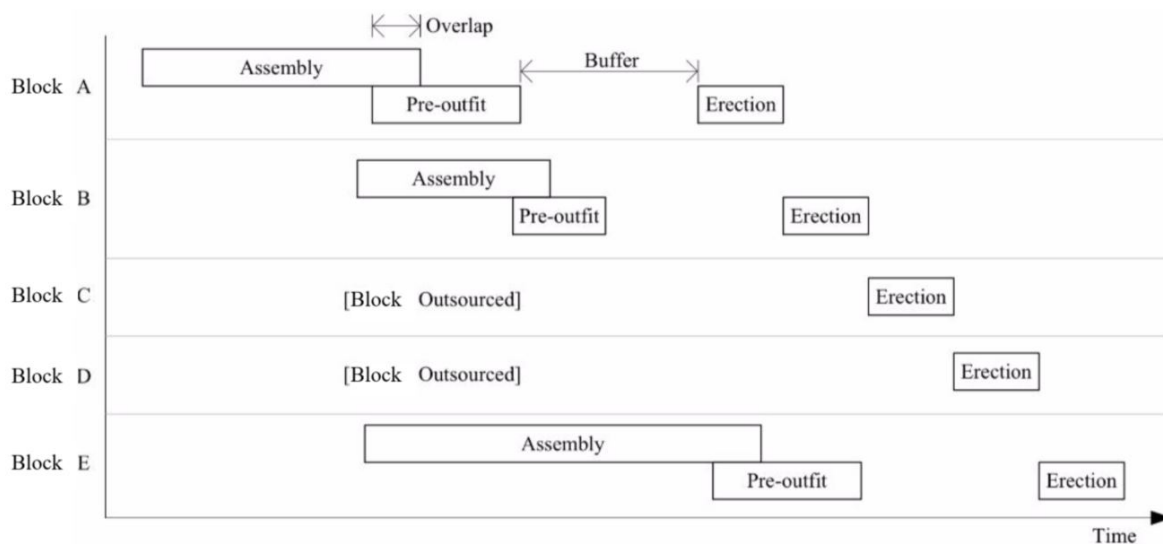 Overlap
Assembly
Buffer
Block A
Pre-outfit
Erection
Assembly
Block B
Pre-outfit
Erection
Block C
[Block Outsourced]
Erection
Block D
[Block Outsourced]
Erection
Assembly
Block E
Pre-outfit
Erection
Time